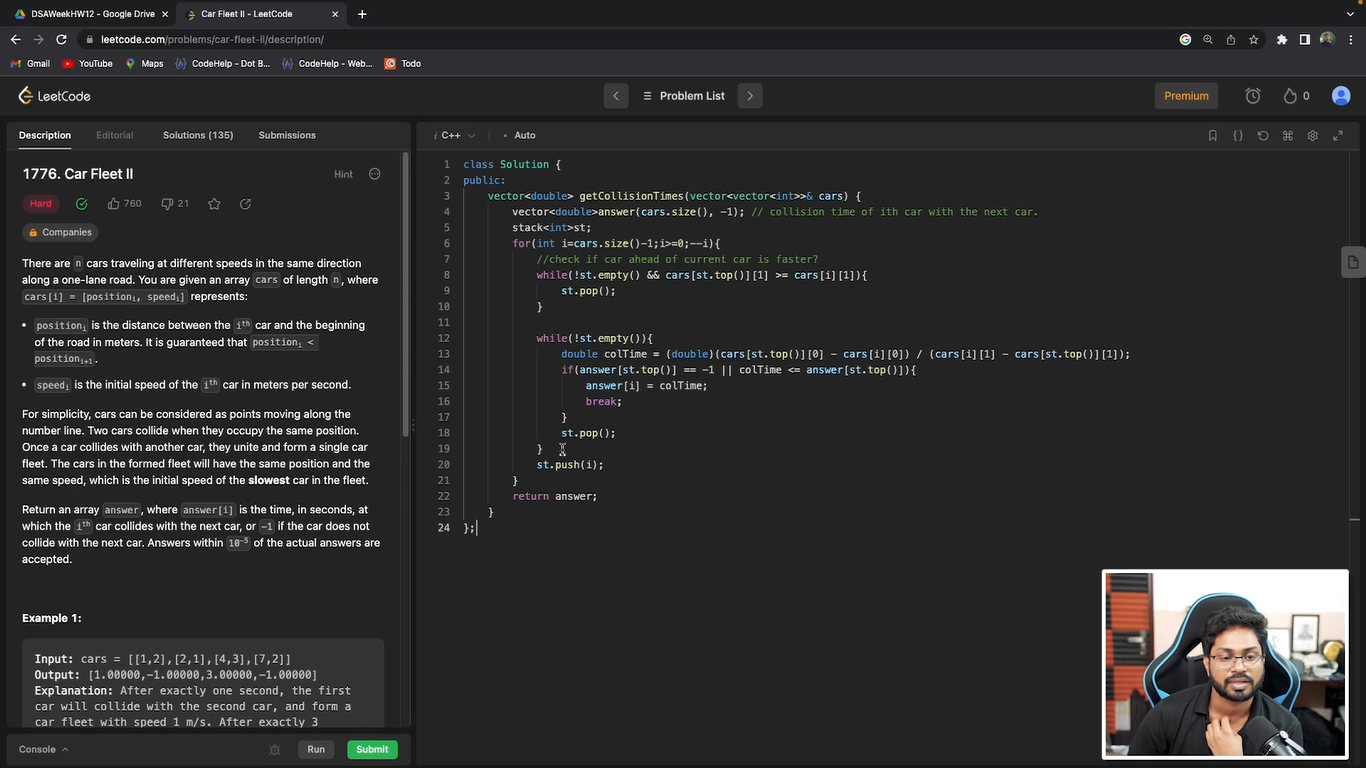 DSAWeekHW12 - Google Drive
Car Fleet II - LeetCode
leetcode.com/problems/car-fleet-ii/description/
Gmail
YouTube
Maps
CodeHelp - Dot B...
CodeHelp - Web...
Todo
LeetCode
Problem List
Premium
0
Description
Editorial
Solutions (135)
Submissions
1776. Car Fleet II
Hint
Hard
760
21
Companies
There are n cars traveling at different speeds in the same direction
along a one-lane road. You are given an array cars of length n, where
cars[i] = [positioni, speedi] represents:
• positioni is the distance between the ith car and the beginning
of the road in meters. It is guaranteed that positioni <
positioni+1.
• speedi is the initial speed of the ith car in meters per second.
For simplicity, cars can be considered as points moving along the
number line. Two cars collide when they occupy the same position.
Once a car collides with another car, they unite and form a single car
fleet. The cars in the formed fleet will have the same position and the
same speed, which is the initial speed of the slowest car in the fleet.
Return an array answer, where answer[i] is the time, in seconds, at
which the ith car collides with the next car, or -1 if the car does not
collide with the next car. Answers within 10-5 of the actual answers are
accepted.
Example 1:
Input: cars = [[1,2],[2,1],[4,3],[7,2]]
Output: [1.00000,-1.00000,3.00000,-1.00000]
Explanation: After exactly one second, the first
car will collide with the second car, and form a
car fleet with speed 1 m/s. After exactly 3
Console
Run
Submit
i C++
• Auto
1 class Solution {
2 public:
3 vector<double> getCollisionTimes(vector<vector<int>>& cars) {
4 vector<double>answer(cars.size(), -1); // collision time of ith car with the next car.
5 stack<int>st;
6 for(int i=cars.size()-1;i>=0;--i){
7 //check if car ahead of current car is faster?
8 while(!st.empty() && cars[st.top()][1] >= cars[i][1]){
9 st.pop();
10 }
11
12 while(!st.empty()){
13 double colTime = (double)(cars[st.top()][0] - cars[i][0]) / (cars[i][1] - cars[st.top()][1]);
14 if(answer[st.top()] == -1 || colTime <= answer[st.top()]){
15 answer[i] = colTime;
16 break;
17 }
18 st.pop();
19 }
20 st.push(i);
21 }
22 return answer;
23 }
24 };